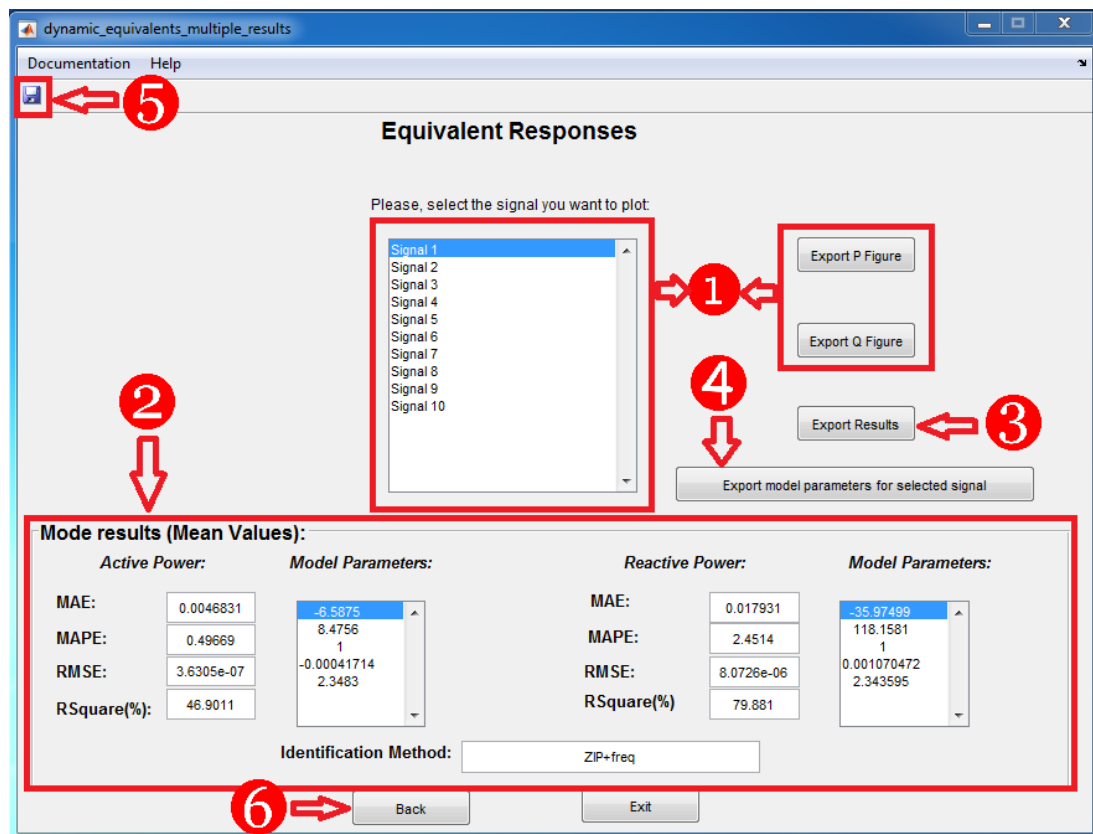 dynamic_equivalents_multiple_results
Documentation Help
5
Equivalent Responses
Please, select the signal you want to plot:
Signal 1
Signal 2
Signal 3
Signal 4
Signal 5
Signal 6
Signal 7
Signal 8
Signal 9
Signal 10
1
Export P Figure
Export Q Figure
4
2
Export Results
3
Export model parameters for selected signal
Mode results (Mean Values):
Active Power: Model Parameters: Reactive Power: Model Parameters:
MAE: 0.0046831
MAPE: 0.49669
RMSE: 3.6305e-07
RSquare(%): 46.9011
-6.5875
8.4756
1
-0.00041714
2.3483
MAE: 0.017931
MAPE: 2.4514
RMSE: 8.0726e-06
RSquare(%) 79.881
-35.97499
118.1581
1
0.001070472
2.343595
Identification Method: ZIP+freq
6
Back Exit